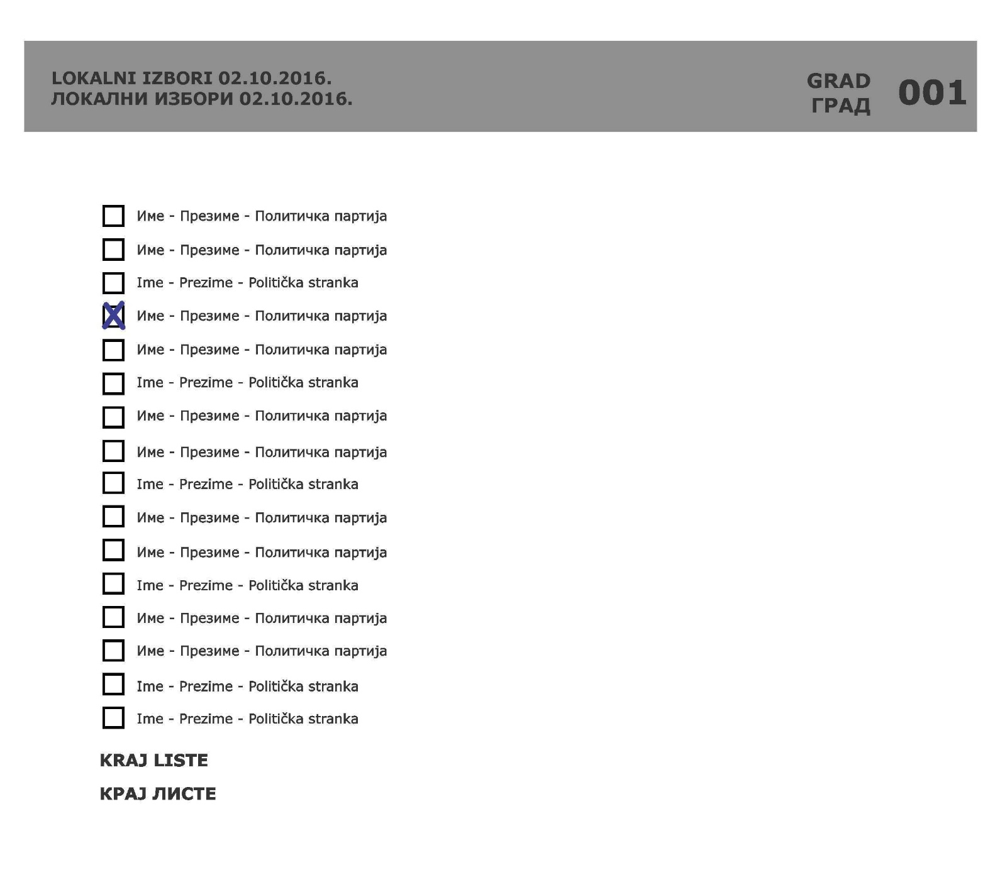 LOKALNI IZBORI 02.10.2016.
ЛОКАЛНИ ИЗБОРИ 02.10.2016.
GRAD
ГРАД
001
Име - Презиме - Политичка партија
Име - Презиме - Политичка партија
Ime - Prezime - Politička stranka
Име - Презиме - Политичка партија
Име - Презиме - Политичка партија
Ime - Prezime - Politička stranka
Име - Презиме - Политичка партија
Име - Презиме - Политичка партија
Ime - Prezime - Politička stranka
Име - Презиме - Политичка партија
Име - Презиме - Политичка партија
Ime - Prezime - Politička stranka
Име - Презиме - Политичка партија
Име - Презиме - Политичка партија
Ime - Prezime - Politička stranka
Ime - Prezime - Politička stranka
KRAJ LISTE
КРАЈ ЛИСТЕ